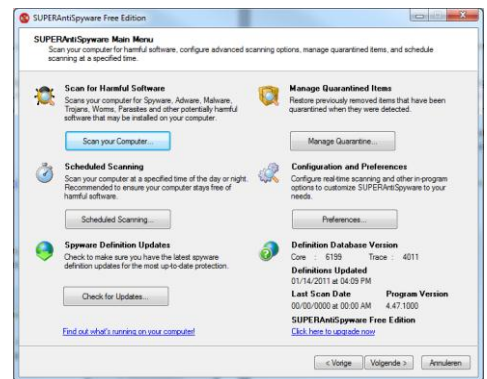 SUPERAntiSpyware Free Edition
SUPERAntiSpyware Main Menu
Scan your computer for harmful software, configure advanced scanning options, manage quarantined items, and schedule
scanning at a specified time.
Scan for Harmful Software
Scans your computer for Spyware, Adware, Malware,
Trojans, Worms, Parasites and other potentially harmful
software that may be installed on your computer.
Scan your Computer...
Scheduled Scanning
Scan your computer at a specified time of the day or night.
Recommended to ensure your computer stays free of
harmful software.
Scheduled Scanning...
Spyware Definition Updates
Check to make sure you have the latest spyware
definition updates for the most up-to-date protection.
Check for Updates...
Find out what's running on your computer!
Manage Quarantined Items
Restore previously removed items that have been
quarantined when they were detected.
Manage Quarantine...
Configuration and Preferences
Configure real-time scanning and other in-program
options to customize SUPERAntiSpyware to your
needs.
Preferences...
Definition Database Version
Core : 6199 Trace : 4011
Definitions Updated
01/14/2011 at 04:09 PM
Last Scan Date Program Version
00/00/0000 at 00:00 AM 4.47.1000
SUPERAntiSpyware Free Edition
Click here to upgrade now
< Vorige Volgende > Annuleren